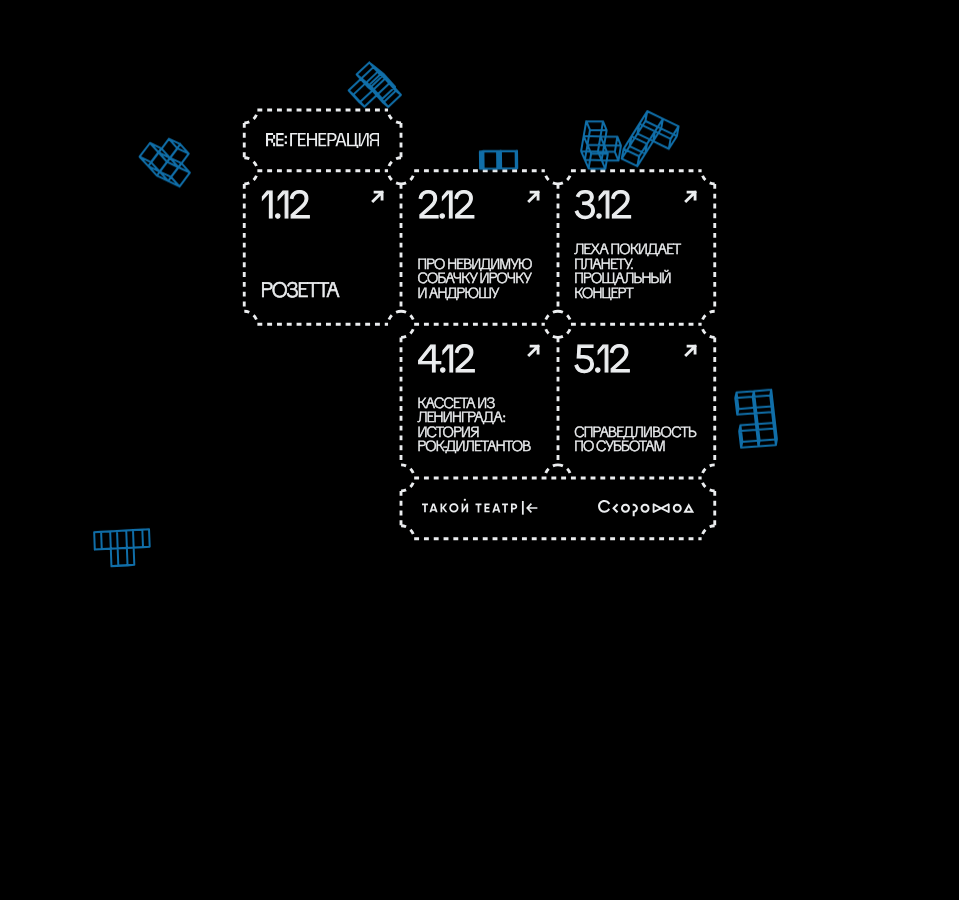 RE:ГЕНЕРАЦИЯ
1.12
РОЗЕТТА
2.12
ПРО НЕВИДИМУЮ
СОБАЧКУ ИРОЧКУ
И АНДРЮШУ
3.12
ЛЕХА ПОКИДАЕТ
ПЛАНЕТУ.
ПРОЩАЛЬНЫЙ
КОНЦЕРТ
4.12
КАССЕТА ИЗ
ЛЕНИНГРАДА:
ИСТОРИЯ
РОК-ДИЛЕТАНТОВ
5.12
СПРАВЕДЛИВОСТЬ
ПО СУББОТАМ
ТАКОЙ ТЕАТР
Скороход